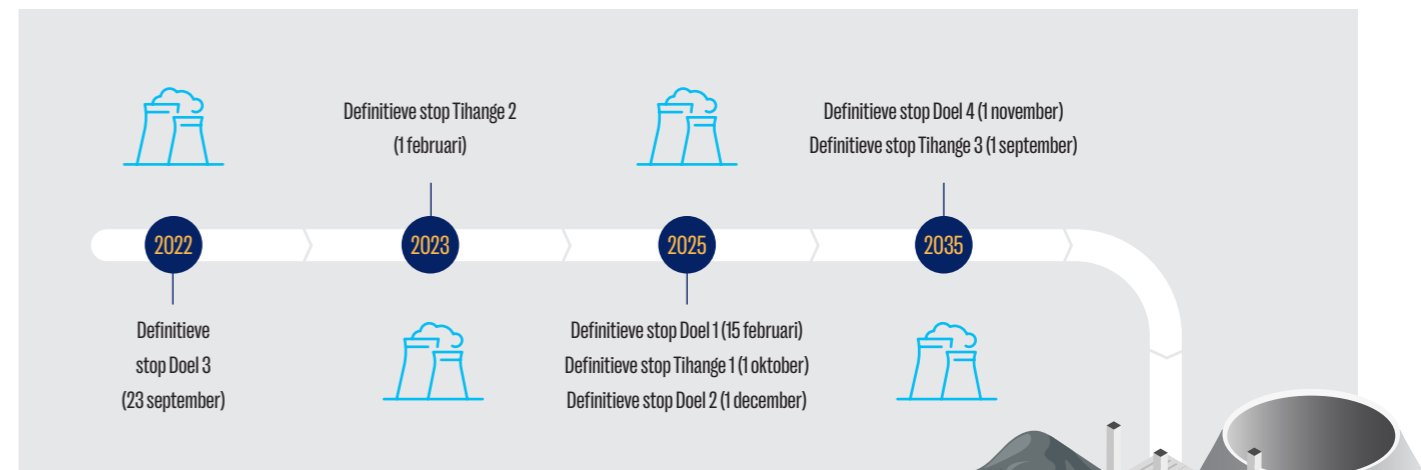 2022
Definitieve
stop Doel 3
(23 september)
Definitieve stop Tihange 2
(1 februari)
2023
2025
Definitieve stop Doel 1 (15 februari)
Definitieve stop Tihange 1 (1 oktober)
Definitieve stop Doel 2 (1 december)
Definitieve stop Doel 4 (1 november)
Definitieve stop Tihange 3 (1 september)
2035